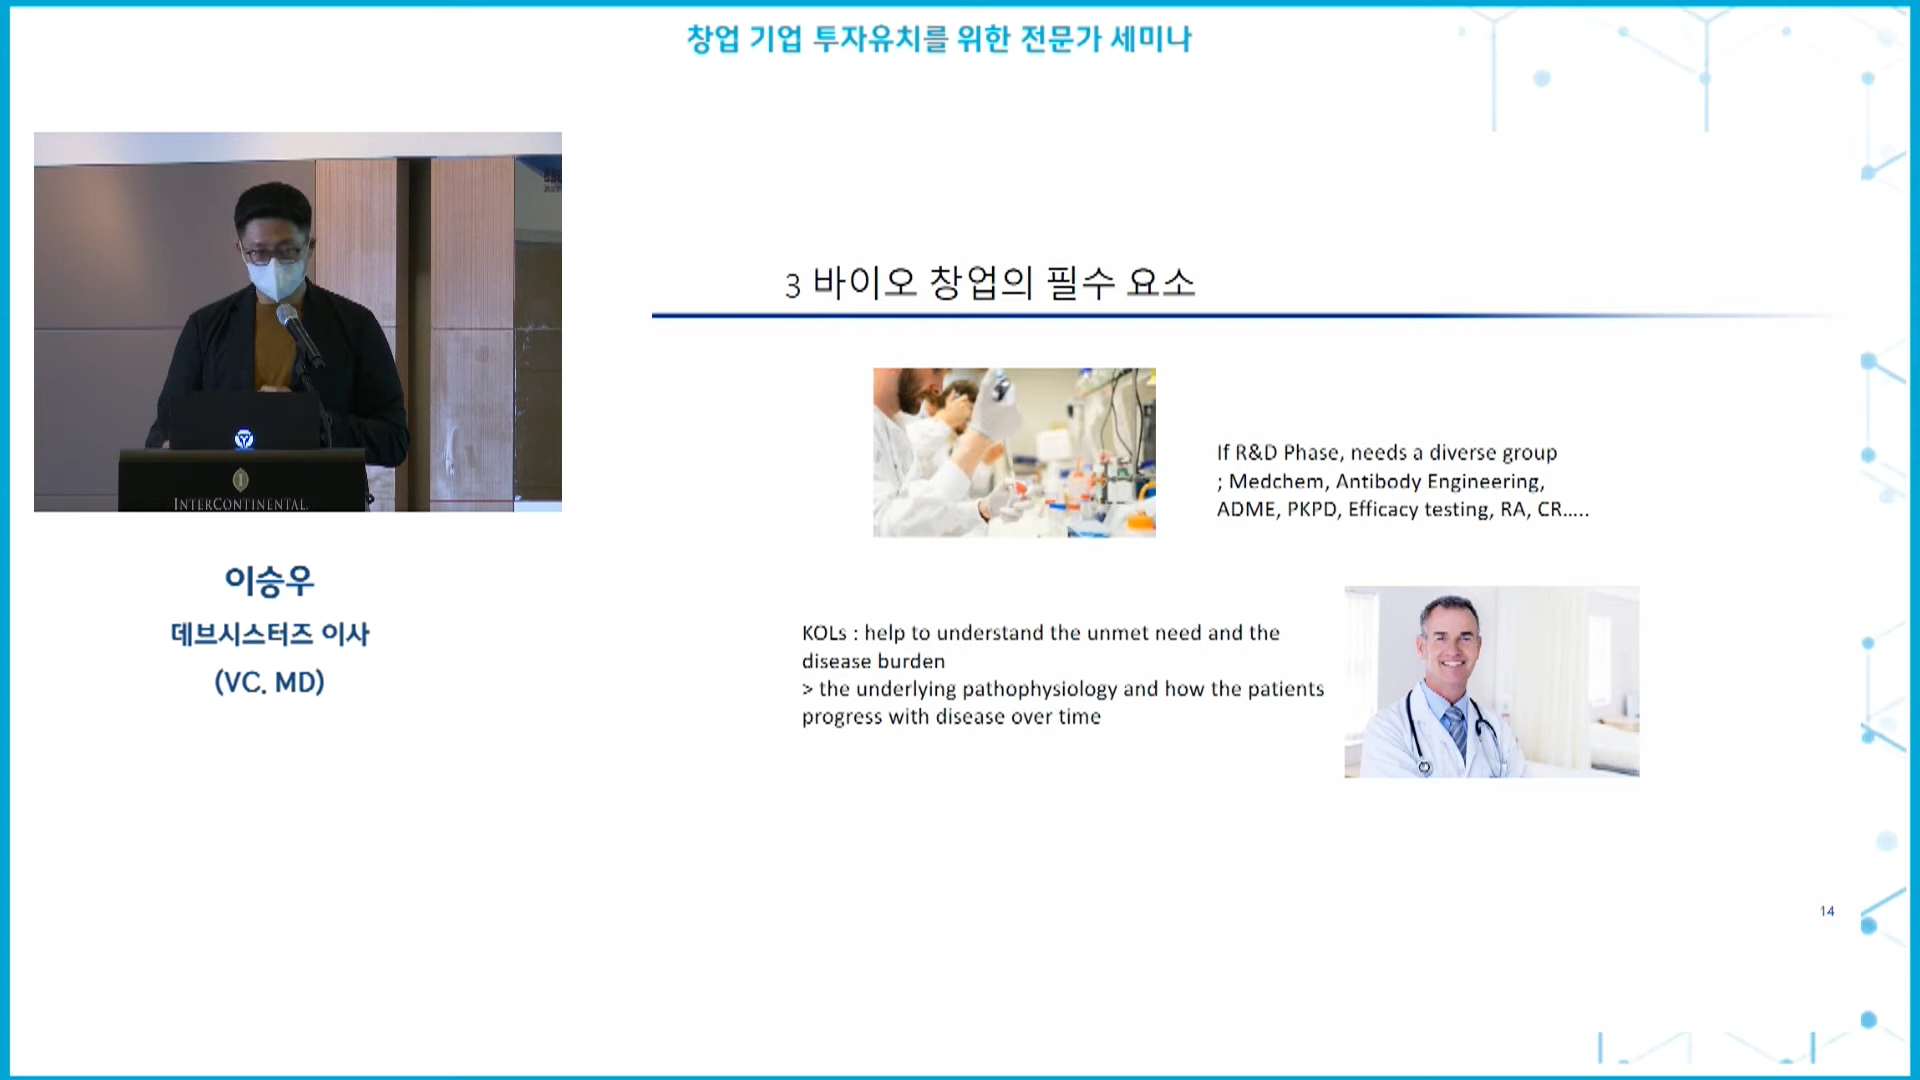 창업 기업 투자유치를 위한 전문가 세미나
INTERCONTINENTAL.
이승우
데브시스터즈 이사
(VC, MD)
3 바이오 창업의 필수 요소
If R&D Phase, needs a diverse group
; Medchem, Antibody Engineering,
ADME, PKPD, Efficacy testing, RA, CR.....
KOLs : help to understand the unmet need and the
disease burden
> the underlying pathophysiology and how the patients
progress with disease over time
14